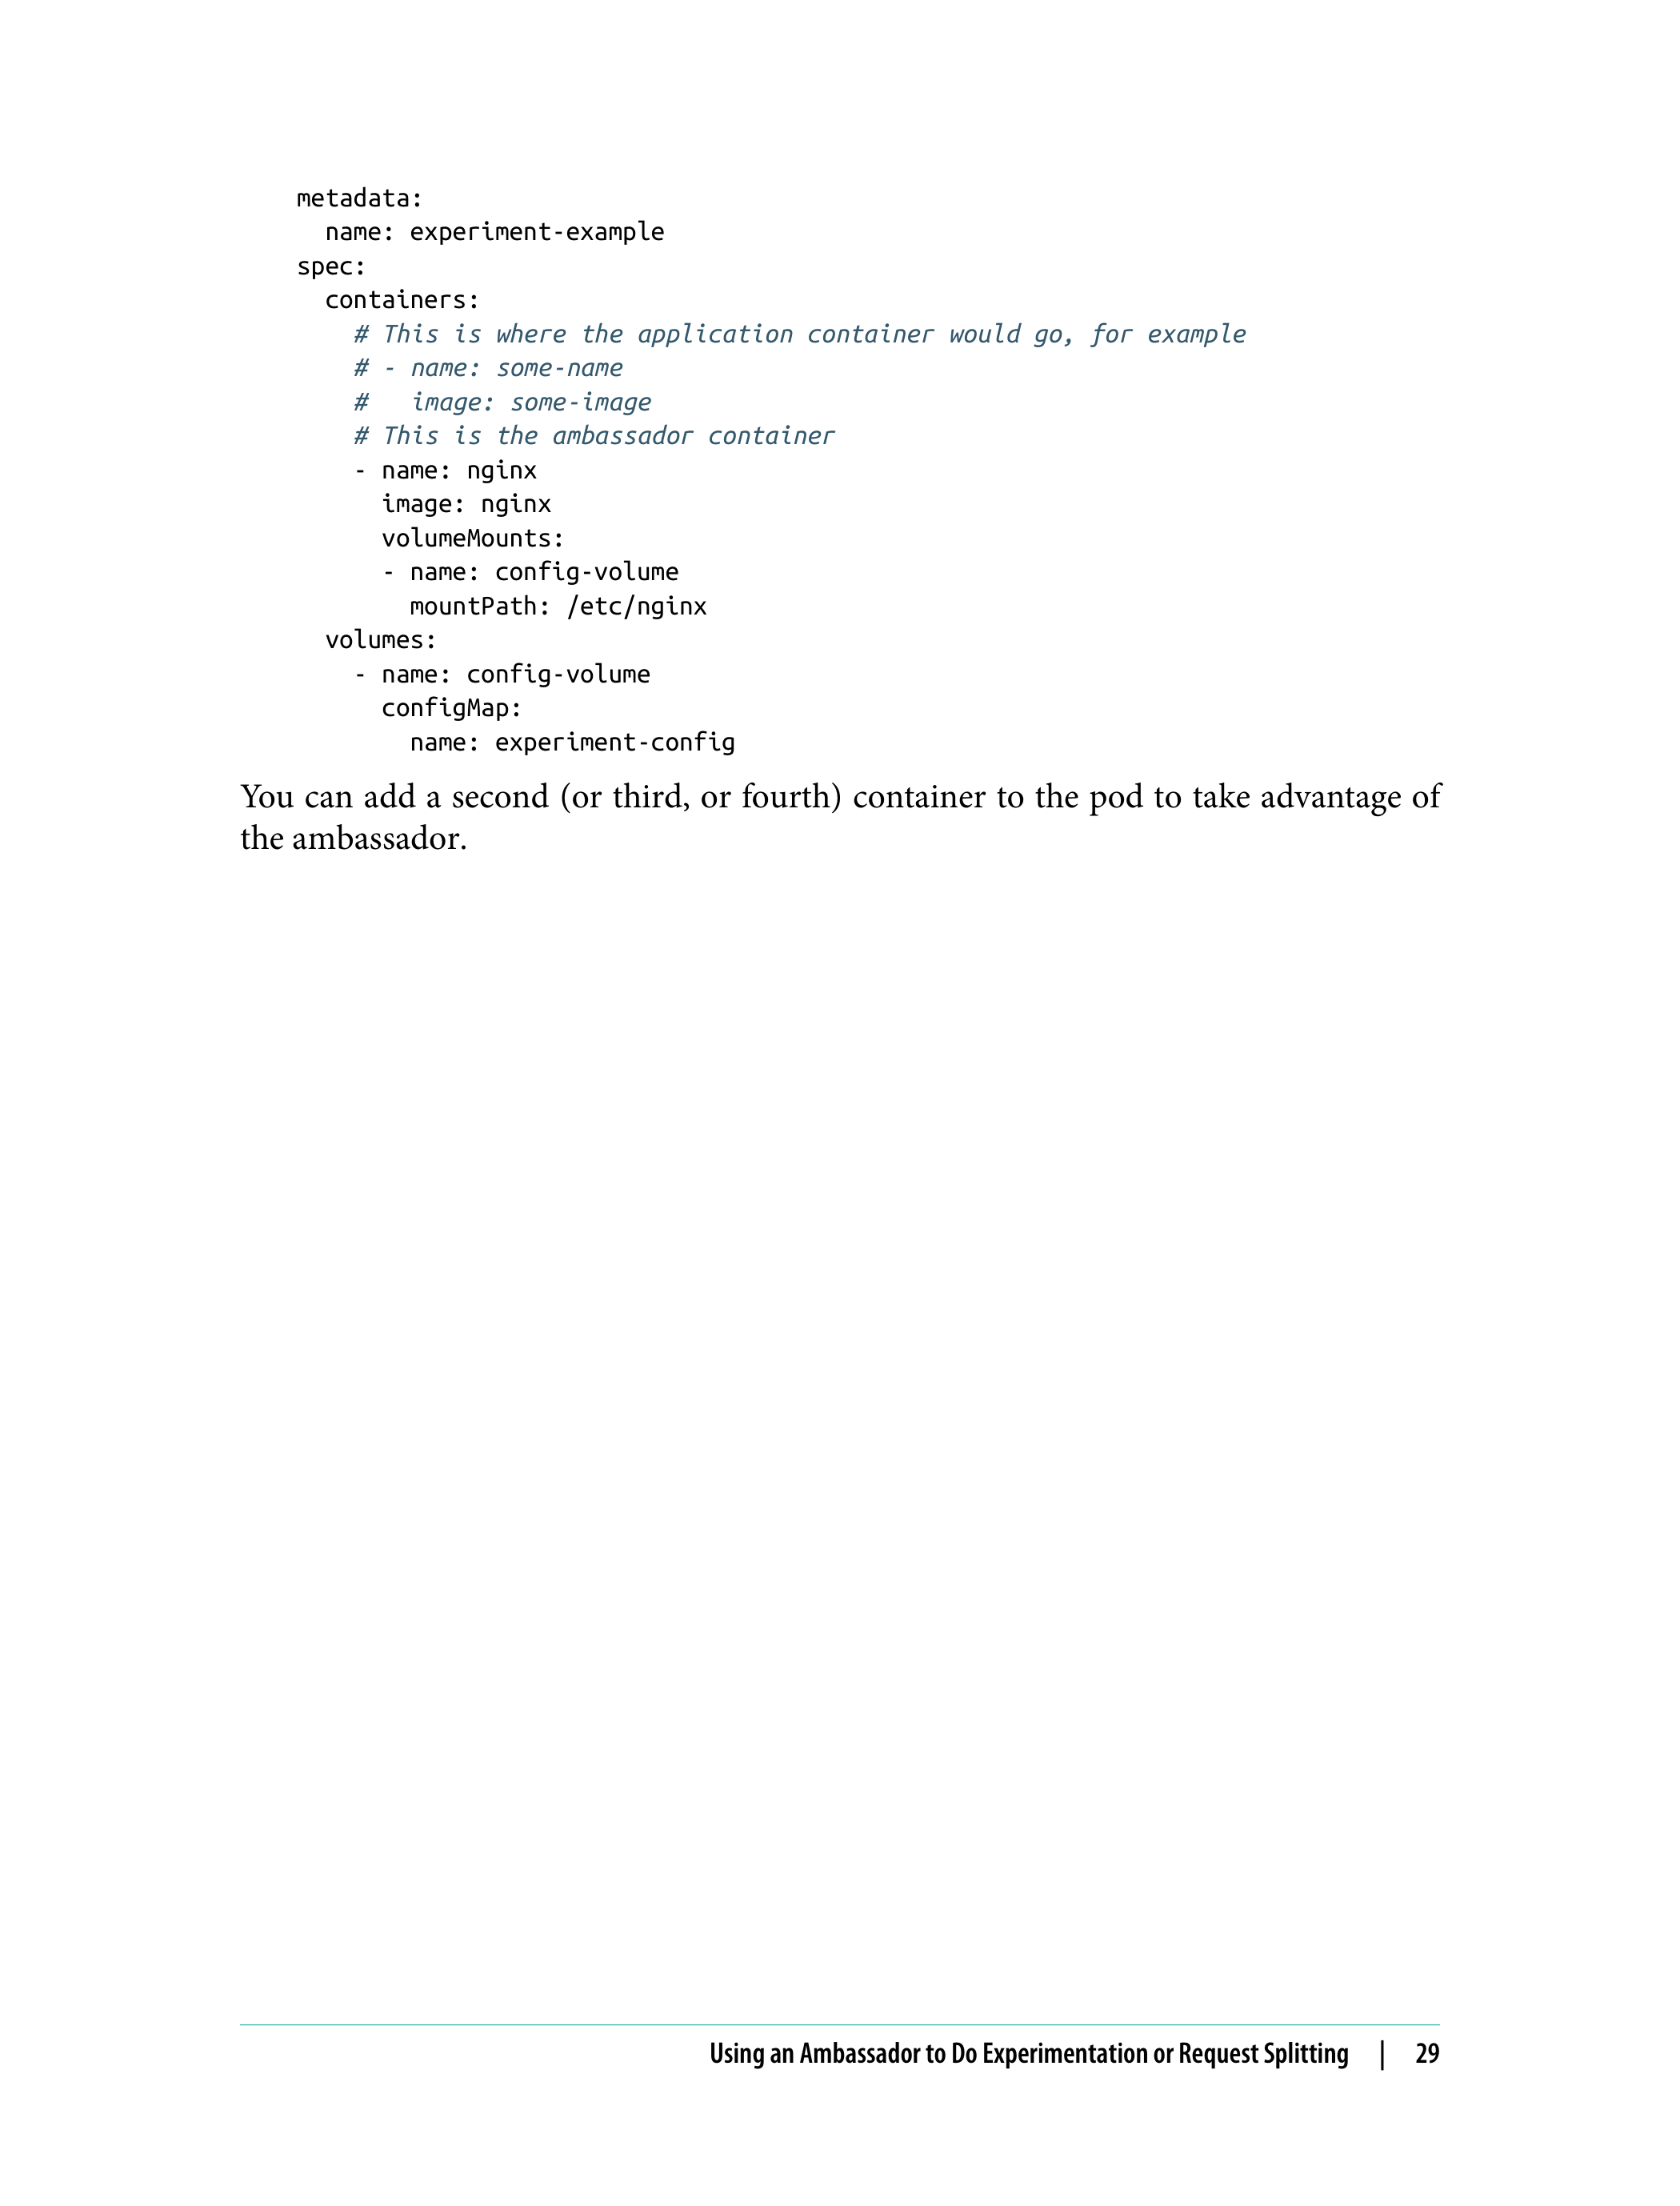 metadata:
  name: experiment-example
spec:
  containers:
    # This is where the application container would go, for example
    # - name: some-name
    #   image: some-image
    # This is the ambassador container
    - name: nginx
      image: nginx
      volumeMounts:
      - name: config-volume
        mountPath: /etc/nginx
  volumes:
    - name: config-volume
      configMap:
        name: experiment-config
You can add a second (or third, or fourth) container to the pod to take advantage of
the ambassador.
Using an Ambassador to Do Experimentation or Request Splitting | 29